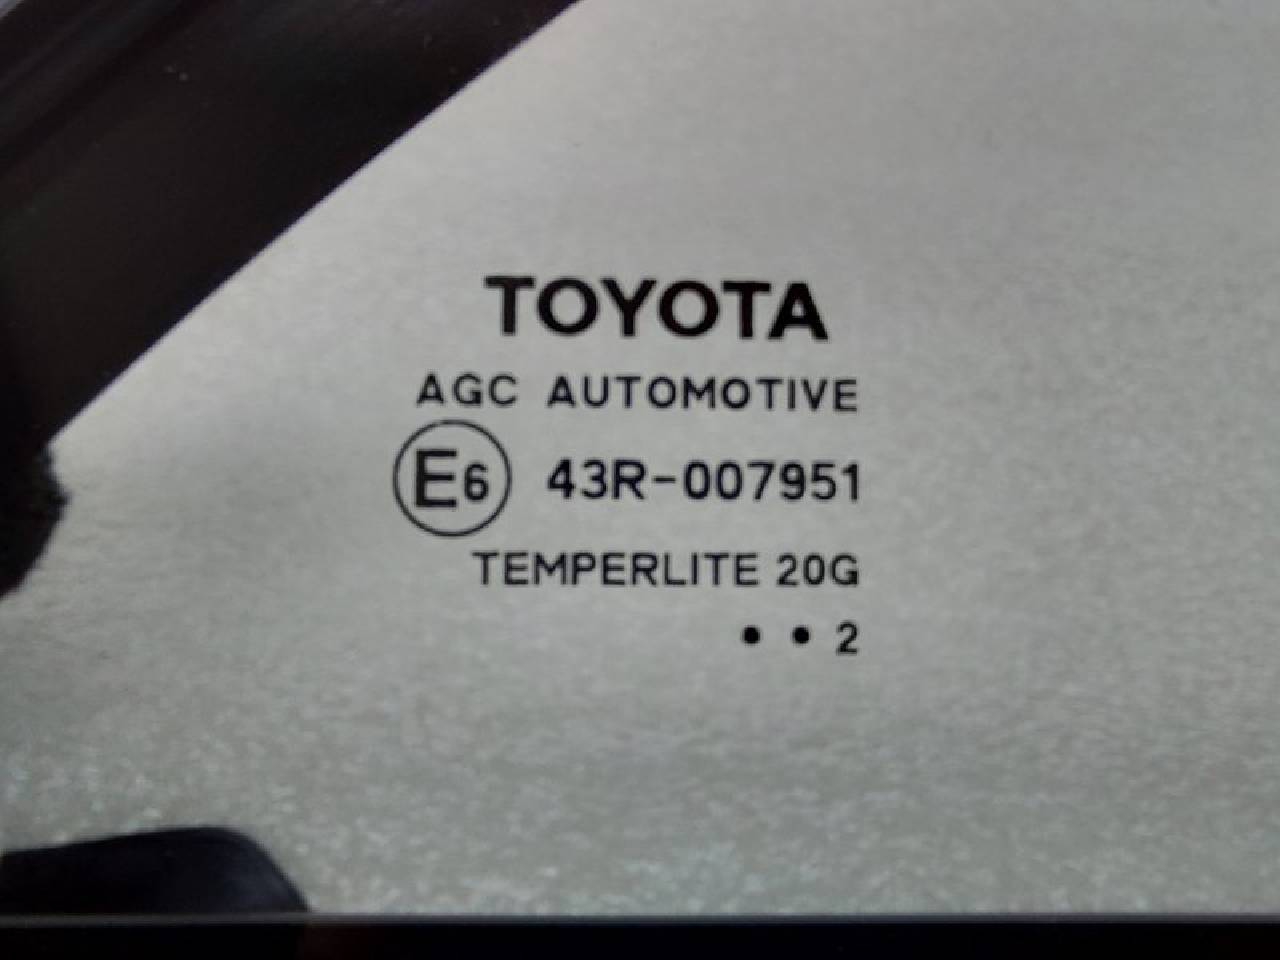 TOYOTA
AGC AUTOMOTIVE
E6 43R-007951
TEMPERLITE 20G
• • 2